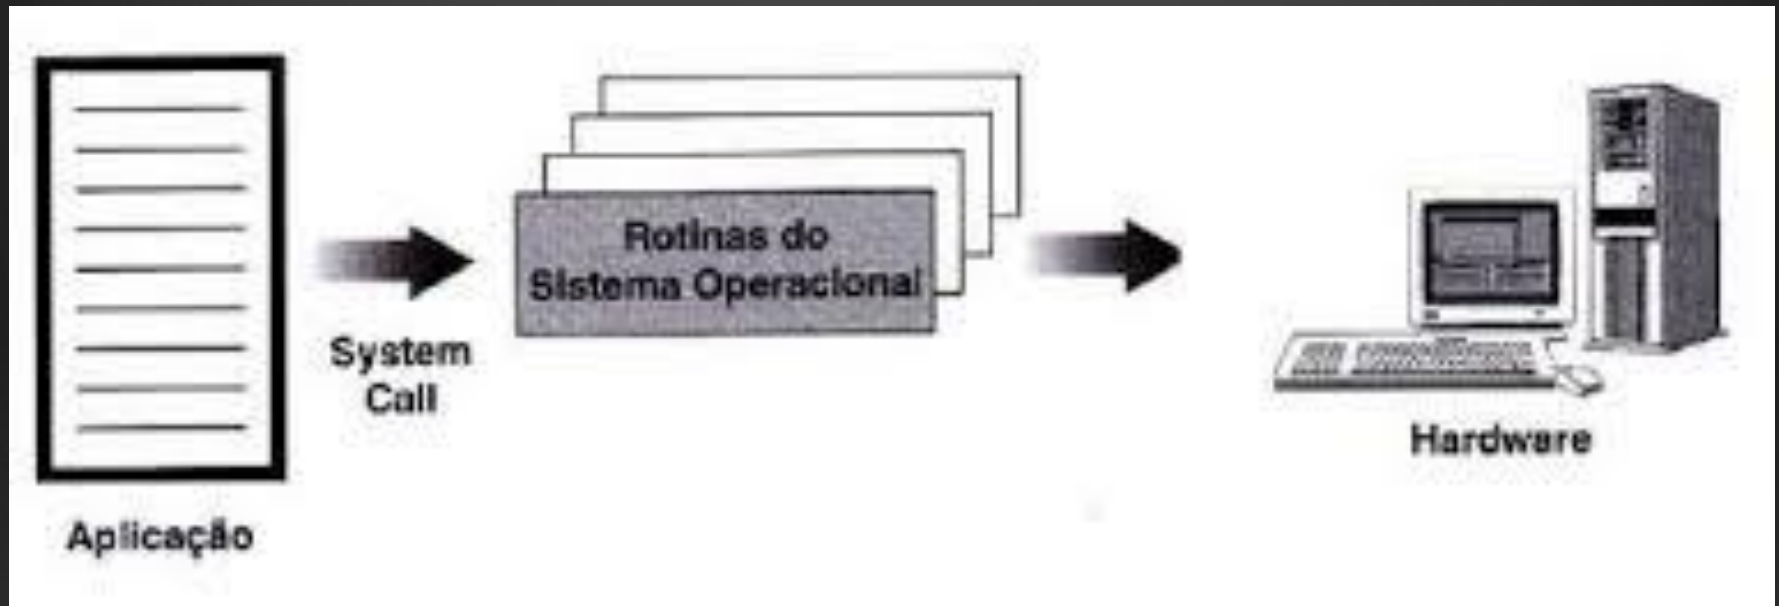 Rotinas do
Sistema Operacional
System
Call
Hardware
Aplicação